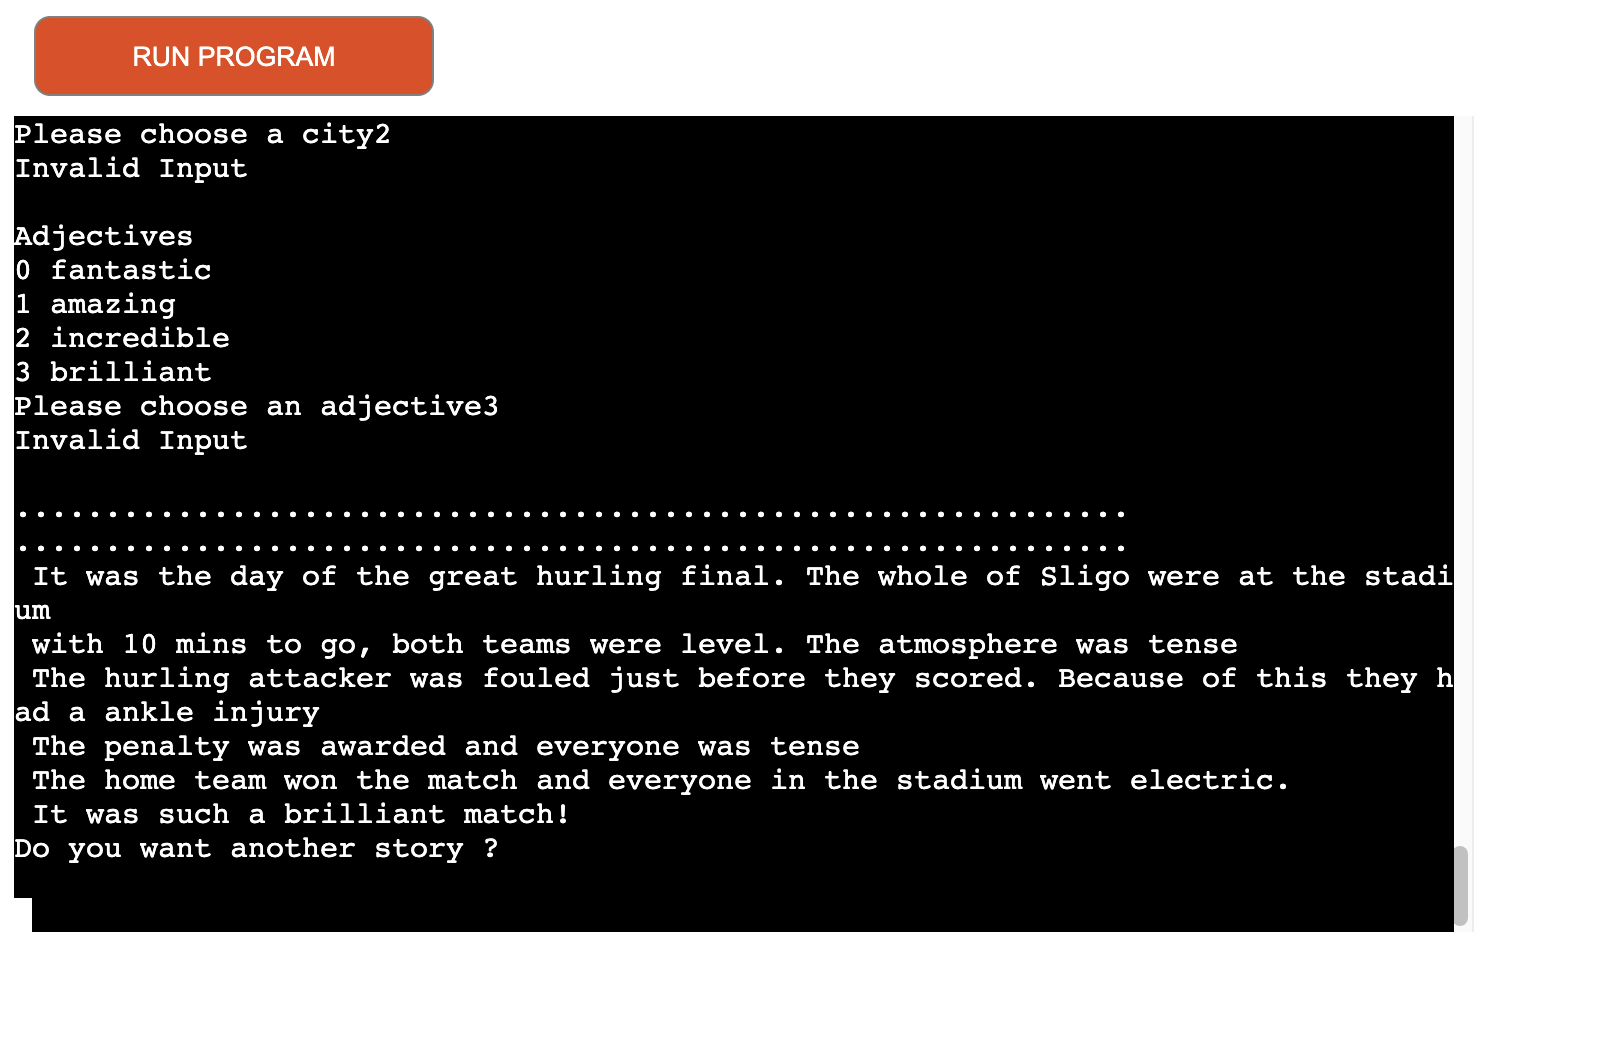 RUN PROGRAM
Please choose a city2
Invalid Input
Adjectives
0 fantastic
1 amazing
2 incredible
3 brilliant
Please choose an adjective3
Invalid Input
..............................................................
..............................................................
It was the day of the great hurling final. The whole of Sligo were at the stadi
um
with 10 mins to go, both teams were level. The atmosphere was tense
The hurling attacker was fouled just before they scored. Because of this they h
ad a ankle injury
The penalty was awarded and everyone was tense
The home team won the match and everyone in the stadium went electric.
It was such a brilliant match!
Do you want another story ?